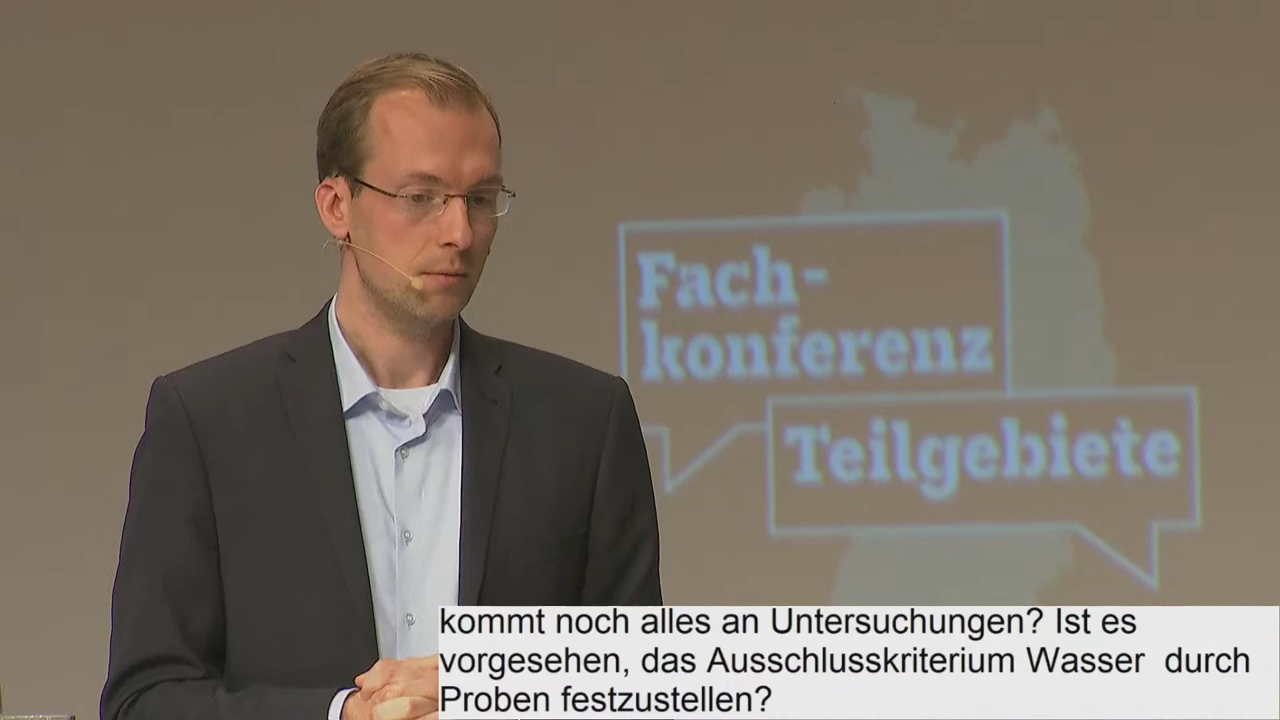 Fach-
konferenz
Teilgebiete
kommt noch alles an Untersuchungen? Ist es
vorgesehen, das Ausschlusskriterium Wasser  durch
Proben festzustellen?